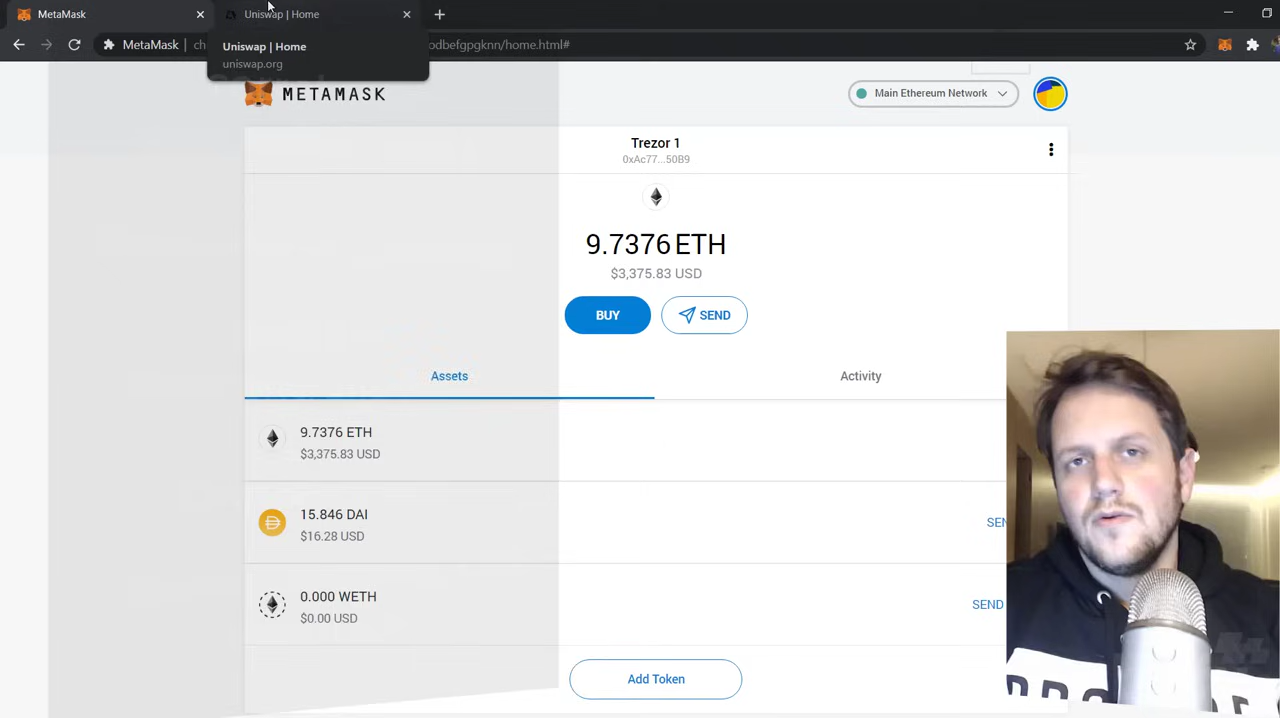 MetaMask
Uniswap | Home
MetaMask
ch
odbefgpgknn/home.html#
Uniswap | Home
uniswap.org
METAMASK
Main Ethereum Network
Trezor 1
0xAc77...50B9
9.7376 ETH
$3,375.83 USD
BUY
SEND
Assets
Activity
9.7376 ETH
$3,375.83 USD
15.846 DAI
$16.28 USD
SEN
0.000 WETH
$0.00 USD
SEND
Add Token